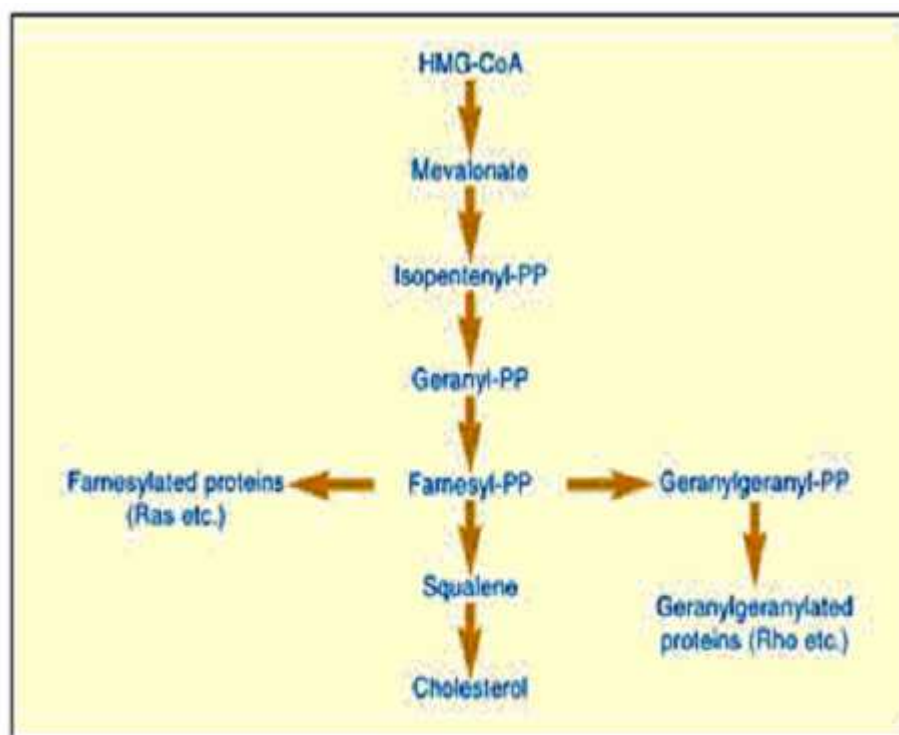 HMG-CoA
Mevalonate
Isopentenyl-PP
Geranyl-PP
Farnesylated proteins
(Ras etc.)
Farnesyl-PP
Geranylgeranyl-PP
Squalene
Geranylgeranylated
proteins (Rho etc.)
Cholesterol